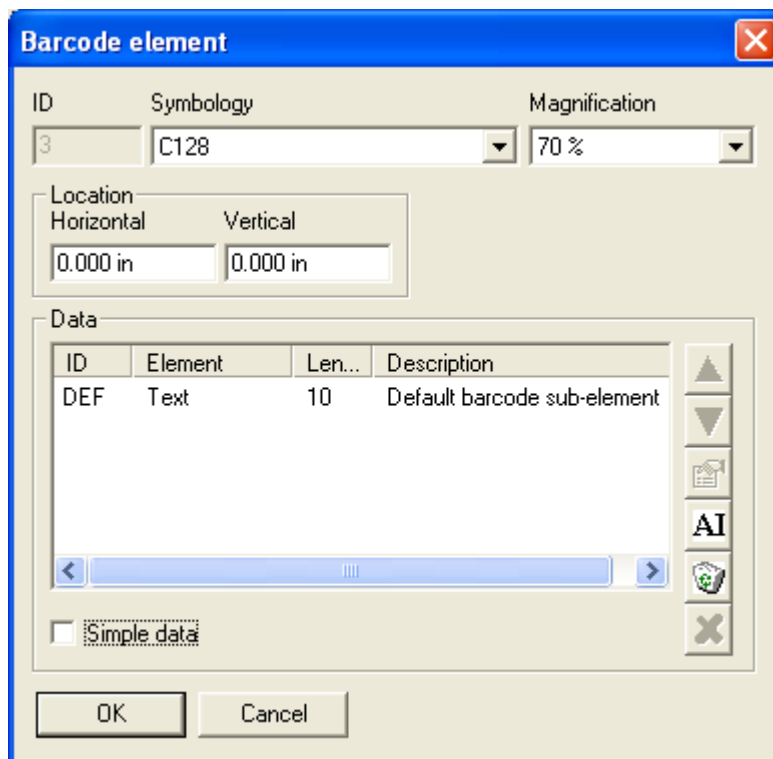 Barcode element
ID Symbology Magnification
3 C128 70 %
Location
Horizontal Vertical
0.000 in 0.000 in
Data
ID Element Len... Description
DEF Text 10 Default barcode sub-element
AI
Simple data
OK Cancel